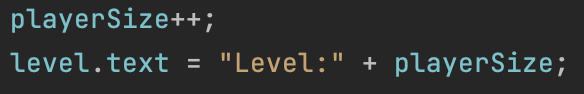 playerSize++;
level.text = "Level:" + playerSize;